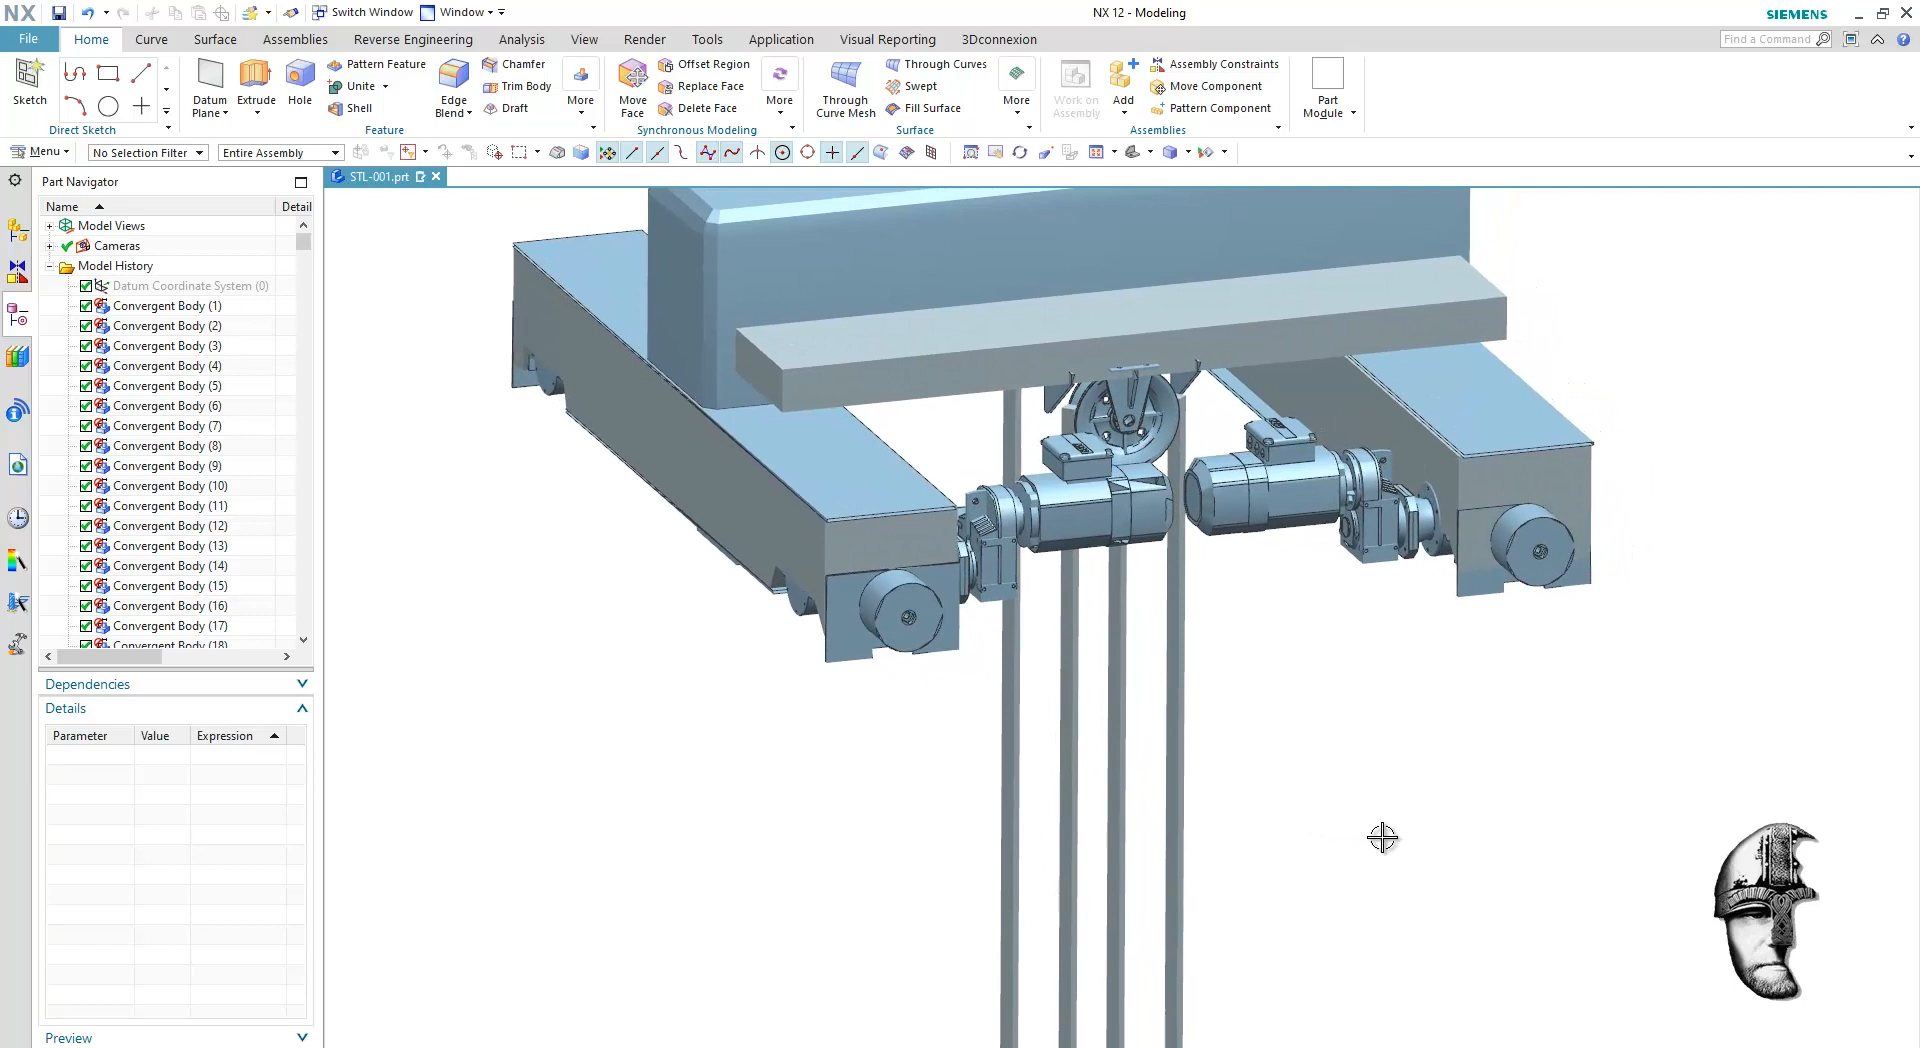 NX
Switch Window
Window
NX 12 - Modeling
SIEMENS
File
Home
Curve
Surface
Assemblies
Reverse Engineering
Analysis
View
Render
Tools
Application
Visual Reporting
3Dconnexion
Find a Command
Sketch
Direct Sketch
Datum
Plane
Extrude
Hole
Pattern Feature
Unite
Shell
Edge
Blend
Chamfer
Trim Body
Draft
More
Feature
Move
Face
Offset Region
Replace Face
Delete Face
More
Synchronous Modeling
Through
Curve Mesh
Through Curves
Swept
Fill Surface
More
Surface
Work on
Assembly
Add
Assembly Constraints
Move Component
Pattern Component
Assemblies
Part
Module
Menu
No Selection Filter
Entire Assembly
Part Navigator
STL-001.prt
Name
Detail
Model Views
Cameras
Model History
Datum Coordinate System (0)
Convergent Body (1)
Convergent Body (2)
Convergent Body (3)
Convergent Body (4)
Convergent Body (5)
Convergent Body (6)
Convergent Body (7)
Convergent Body (8)
Convergent Body (9)
Convergent Body (10)
Convergent Body (11)
Convergent Body (12)
Convergent Body (13)
Convergent Body (14)
Convergent Body (15)
Convergent Body (16)
Convergent Body (17)
Convergent Body (18)
Dependencies
Details
Parameter
Value
Expression
Preview